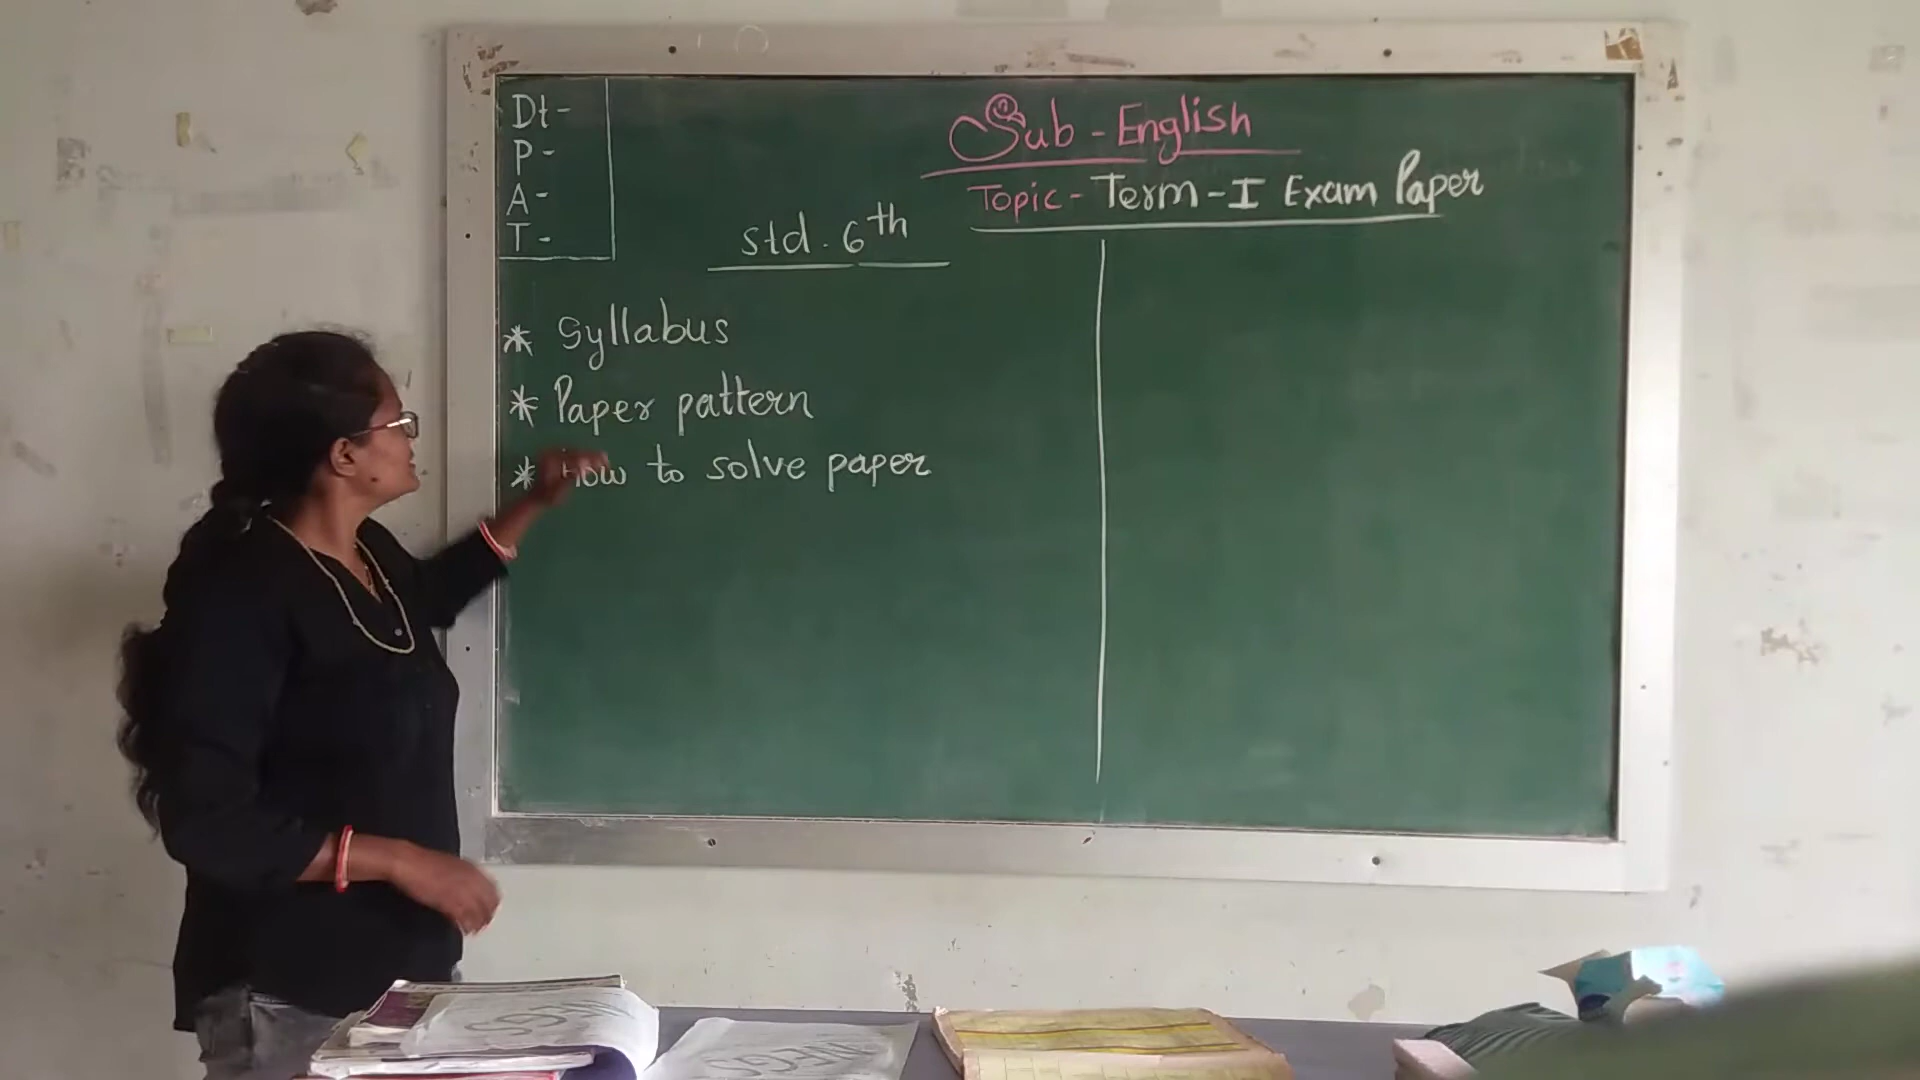 Dt-
P-
A-
T-
Sub - English
Topic - Term - I Exam Paper
Std. 6th
* Syllabus
* Paper pattern
* How to solve paper